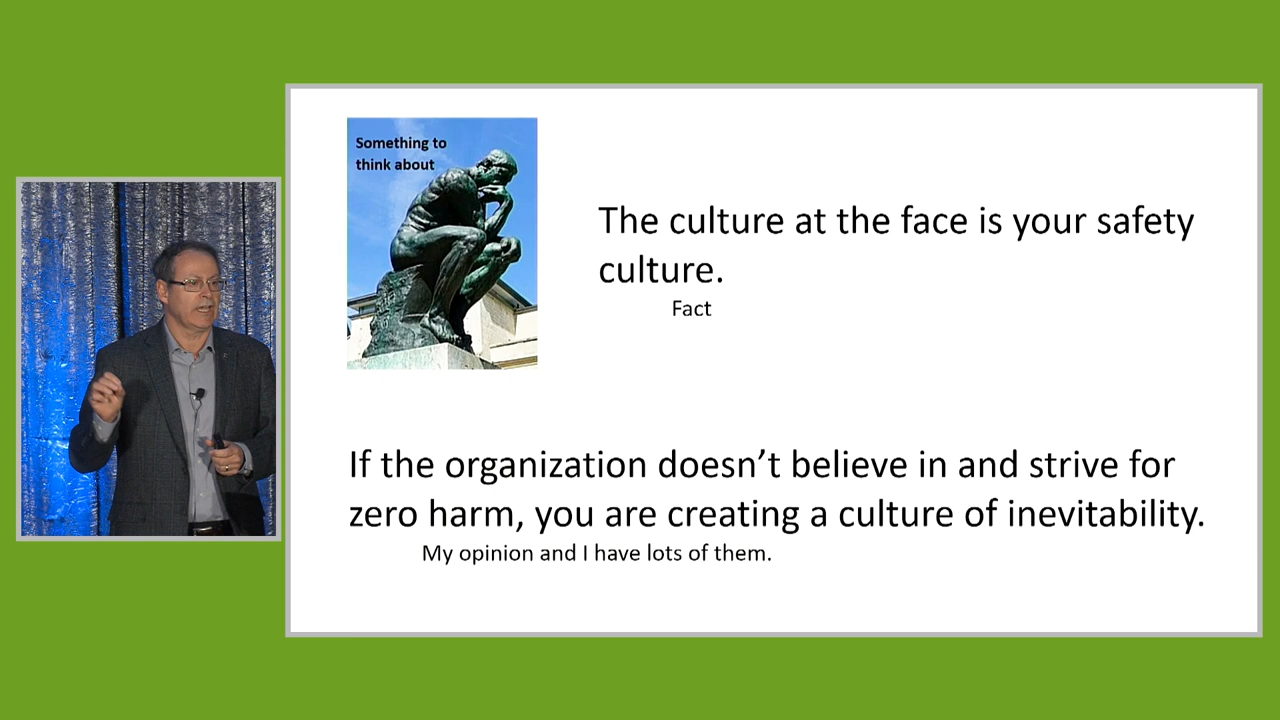 Something to
think about
The culture at the face is your safety
culture.
Fact
If the organization doesn’t believe in and strive for
zero harm, you are creating a culture of inevitability.
My opinion and I have lots of them.